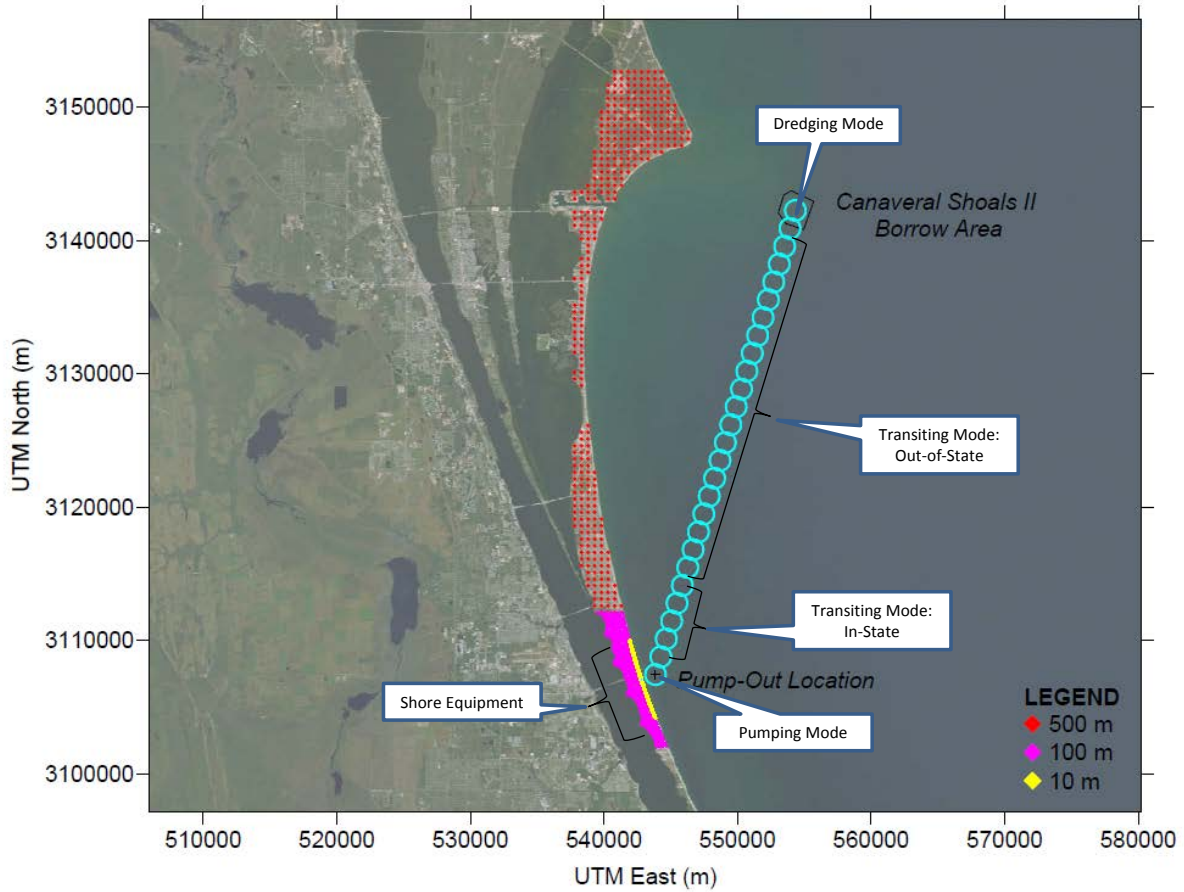 3150000
3140000
3130000
3120000
3110000
3100000
UTM North (m)
Dredging Mode
Canaveral Shoals II
Borrow Area
Transiting Mode:
Out-of-State
Transiting Mode:
In-State
Pump-Out Location
Shore Equipment
Pumping Mode
LEGEND
500 m
100 m
10 m
510000
520000
530000
540000
550000
560000
570000
580000
UTM East (m)